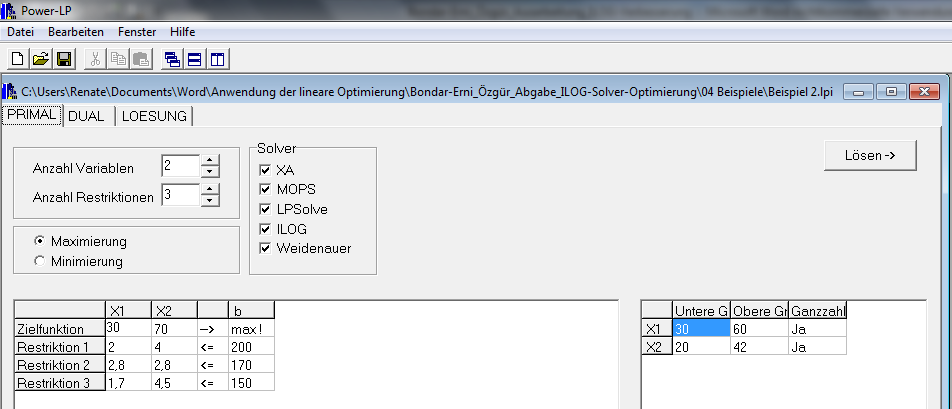 Power-LP
Datei Bearbeiten Fenster Hilfe
C:\Users\Renate\Documents\Word\Anwendung der lineare Optimierung\Bondar-Erni_Özgür_Abgabe_ILOG-Solver-Optimierung\04 Beispiele\Beispiel 2.lpi
PRIMAL DUAL LOESUNG
Anzahl Variablen 2
Anzahl Restriktionen 3
Maximierung
Minimierung
Solver
XA
MOPS
LPSolve
ILOG
Weidenauer
Lösen ->
X1 X2 b
Zielfunktion 30 70 --> max!
Restriktion 1 2 4 <= 200
Restriktion 2 2,8 2,8 <= 170
Restriktion 3 1,7 4,5 <= 150
Untere G Obere Gr Ganzzahl
X1 30 60 Ja
X2 20 42 Ja